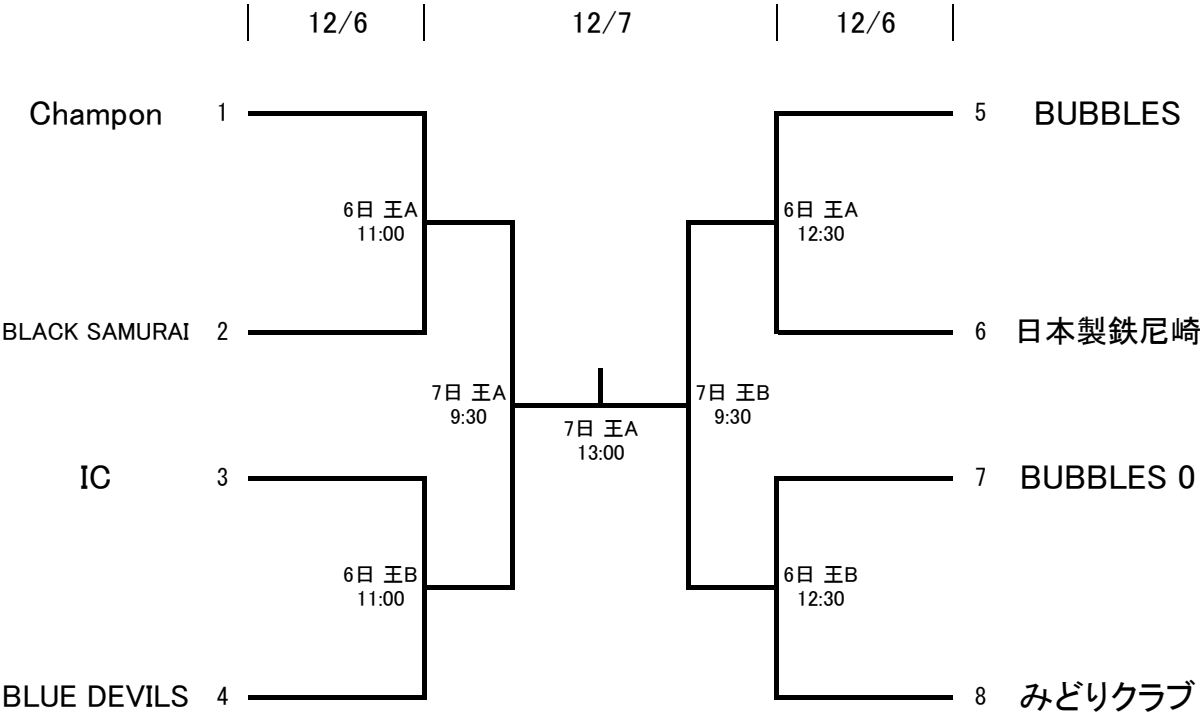 12/6
12/7
12/6
Champon 1
5 BUBBLES
6日 王A
11:00
6日 王A
12:30
BLACK SAMURAI 2
6 日本製鉄尼崎
7日 王A
9:30
7日 王B
9:30
7日 王A
13:00
IC 3
7 BUBBLES 0
6日 王B
11:00
6日 王B
12:30
BLUE DEVILS 4
8 みどりクラブ